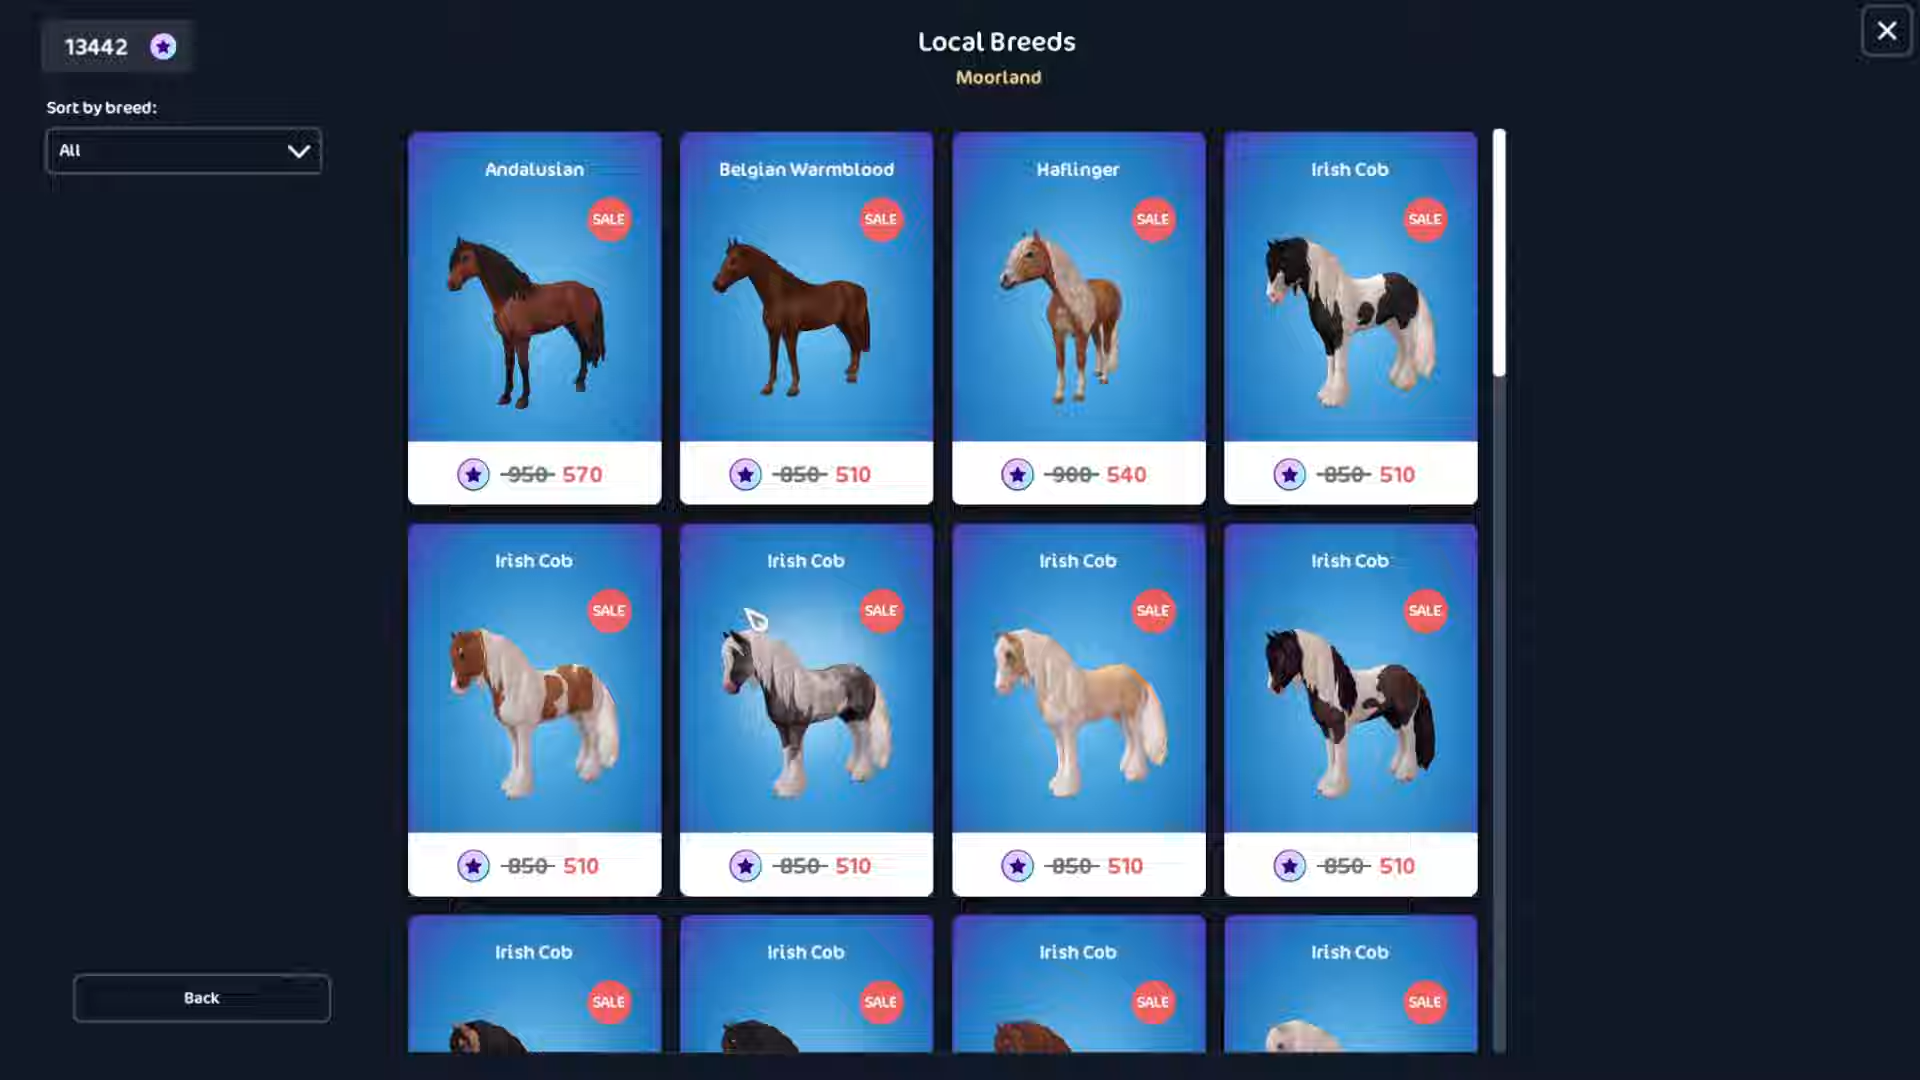 13442
Local Breeds
Moorland
Sort by breed:
All
Andalusian
Belgian Warmblood
Haflinger
Irish Cob
SALE
SALE
SALE
SALE
950 570
850 510
900 540
850 510
Irish Cob
Irish Cob
Irish Cob
Irish Cob
SALE
SALE
SALE
SALE
850 510
850 510
850 510
850 510
Irish Cob
Irish Cob
Irish Cob
Irish Cob
SALE
SALE
SALE
SALE
Back